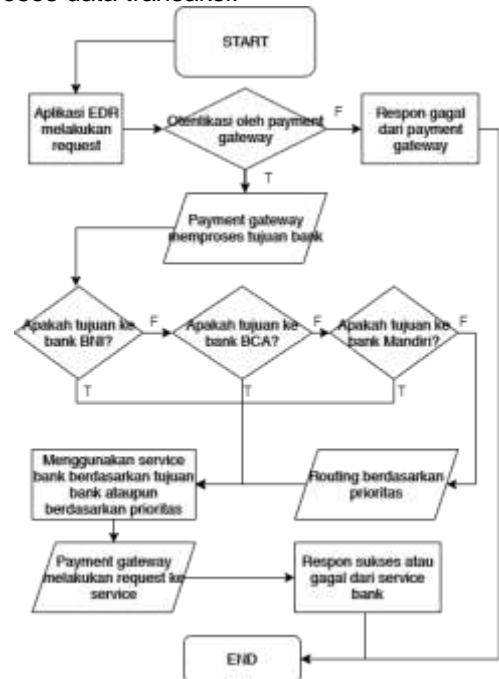 START
Aplikasi EDR
melakukan
request
Otentikasi oleh payment
gateway
F
Respon gagal
dari payment
gateway
T
Payment gateway
memproses tujuan bank
Apakah tujuan ke
bank BNI?
F
Apakah tujuan ke
bank BCA?
F
Apakah tujuan ke
bank Mandiri?
F
T
T
T
Menggunakan service
bank berdasarkan tujuan
bank ataupun
berdasarkan prioritas
Routing berdasarkan
prioritas
Payment gateway
melakukan request ke
service
Respon sukses atau
gagal dari service
bank
END